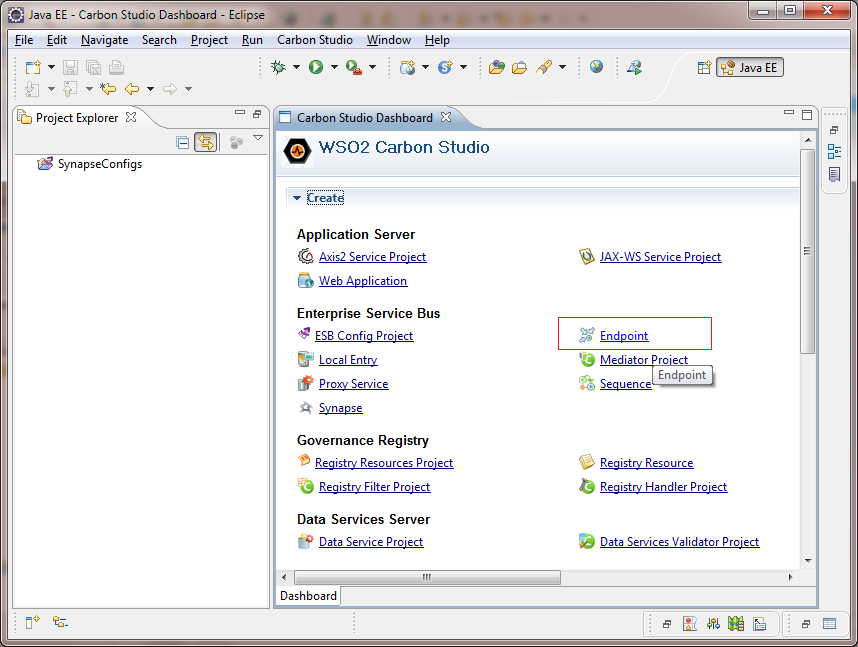 Java EE - Carbon Studio Dashboard - Eclipse
File Edit Navigate Search Project Run Carbon Studio Window Help
Java EE
Project Explorer
Carbon Studio Dashboard
SynapseConfigs
WSO2 Carbon Studio
Create
Application Server
Axis2 Service Project
JAX-WS Service Project
Web Application
Enterprise Service Bus
ESB Config Project
Endpoint
Local Entry
Mediator Project
Endpoint
Proxy Service
Sequence
Synapse
Governance Registry
Registry Resources Project
Registry Resource
Registry Filter Project
Registry Handler Project
Data Services Server
Data Service Project
Data Services Validator Project
Dashboard